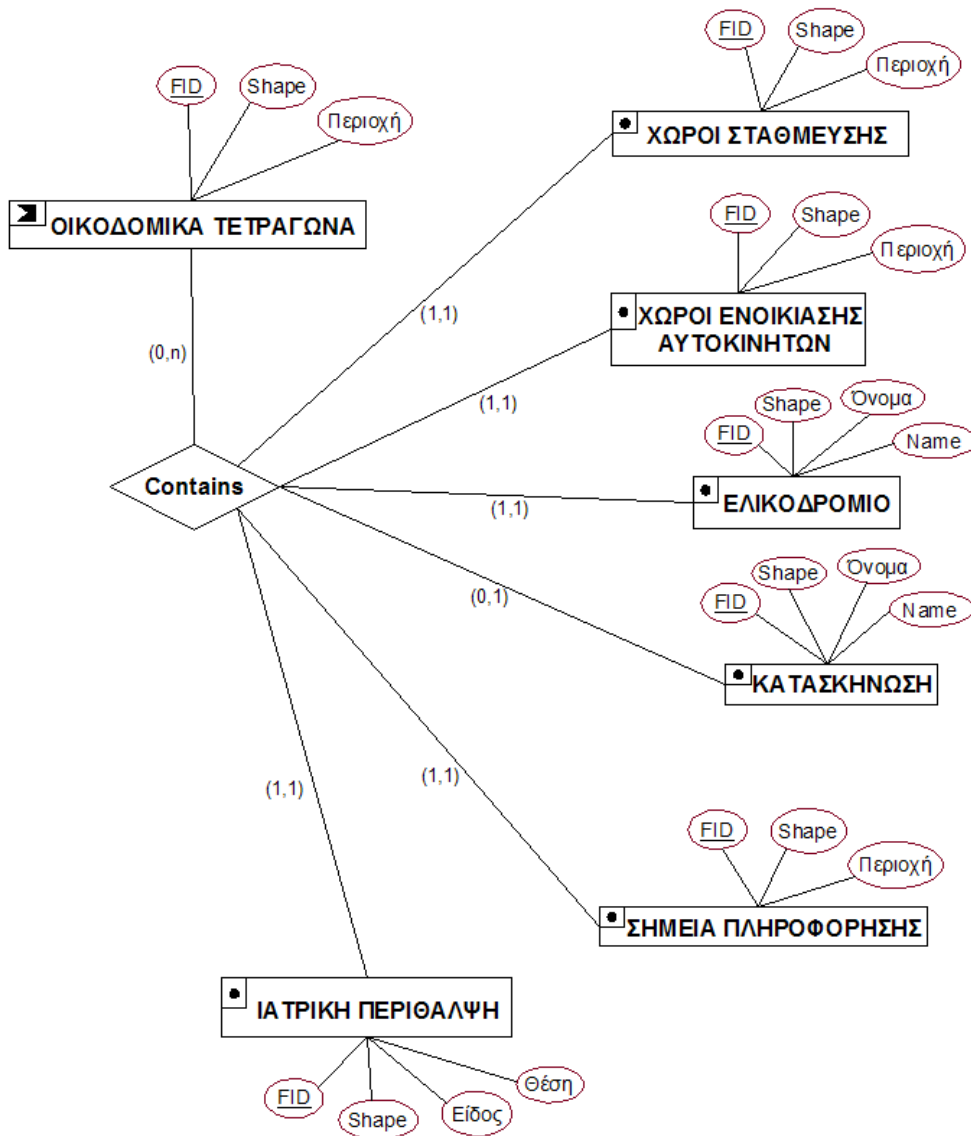 FID
Shape
Περιοχή
ΟΙΚΟΔΟΜΙΚΑ ΤΕΤΡΑΓΩΝΑ
(0,n)
Contains
FID
Shape
Περιοχή
ΧΩΡΟΙ ΣΤΑΘΜΕΥΣΗΣ
(1,1)
FID
Shape
Περιοχή
ΧΩΡΟΙ ΕΝΟΙΚΙΑΣΗΣ
ΑΥΤΟΚΙΝΗΤΩΝ
(1,1)
FID
Shape
Όνομα
Name
ΕΛΙΚΟΔΡΟΜΙΟ
(1,1)
FID
Shape
Όνομα
Name
ΚΑΤΑΣΚΗΝΩΣΗ
(0,1)
FID
Shape
Περιοχή
ΣΗΜΕΙΑ ΠΛΗΡΟΦΟΡΗΣΗΣ
(1,1)
(1,1)
ΙΑΤΡΙΚΗ ΠΕΡΙΘΑΛΨΗ
FID
Shape
Είδος
Θέση